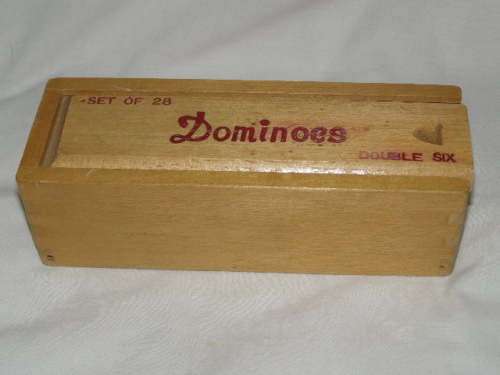 SET OF 28
Dominoes
DOUBLE SIX